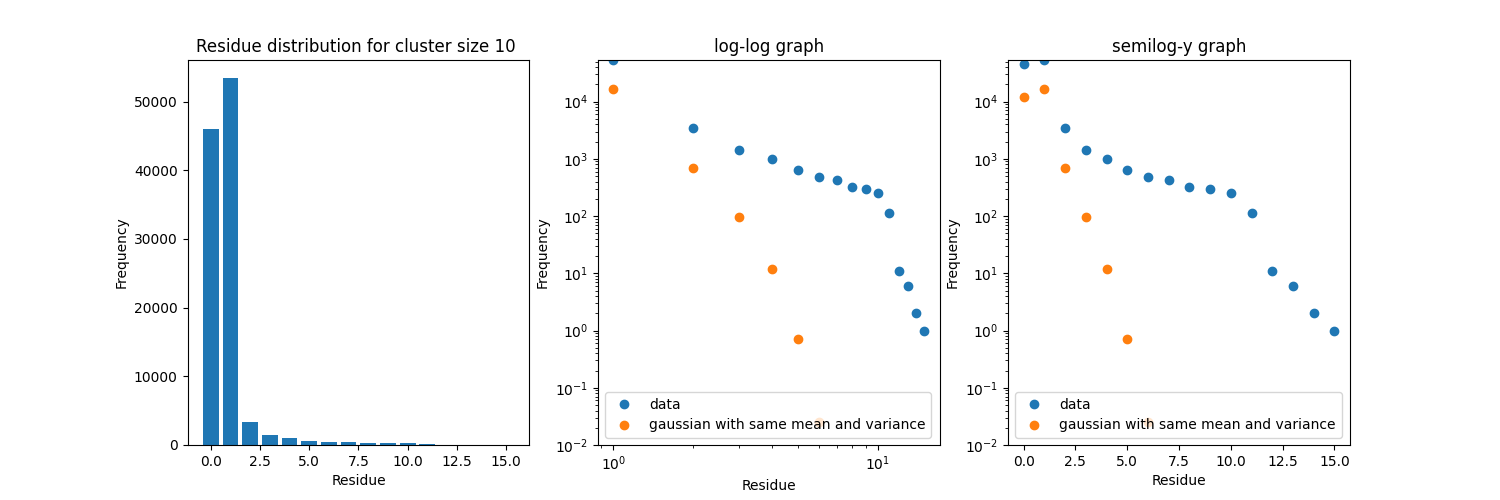 Residue distribution for cluster size 10
50000
40000
30000
20000
10000
0
Frequency
0.0 2.5 5.0 7.5 10.0 12.5 15.0
Residue
log-log graph
10^4
10^3
10^2
10^1
10^0
10^-1
10^-2
Frequency
data
gaussian with same mean and variance
10^0 10^1
Residue
semilog-y graph
10^4
10^3
10^2
10^1
10^0
10^-1
10^-2
Frequency
data
gaussian with same mean and variance
0.0 2.5 5.0 7.5 10.0 12.5 15.0
Residue